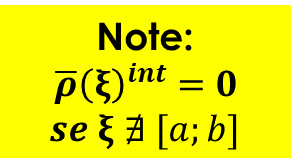 Note:
ρ̅(ξ)^int = 0
se ξ ∄ [a; b]